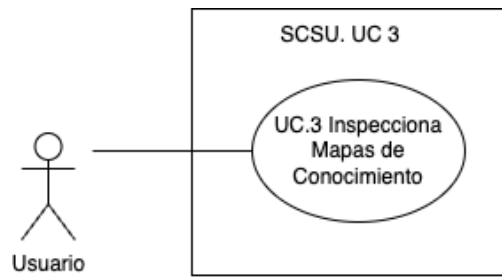 SCSU. UC 3
UC.3 Inspecciona
Mapas de
Conocimiento
Usuario